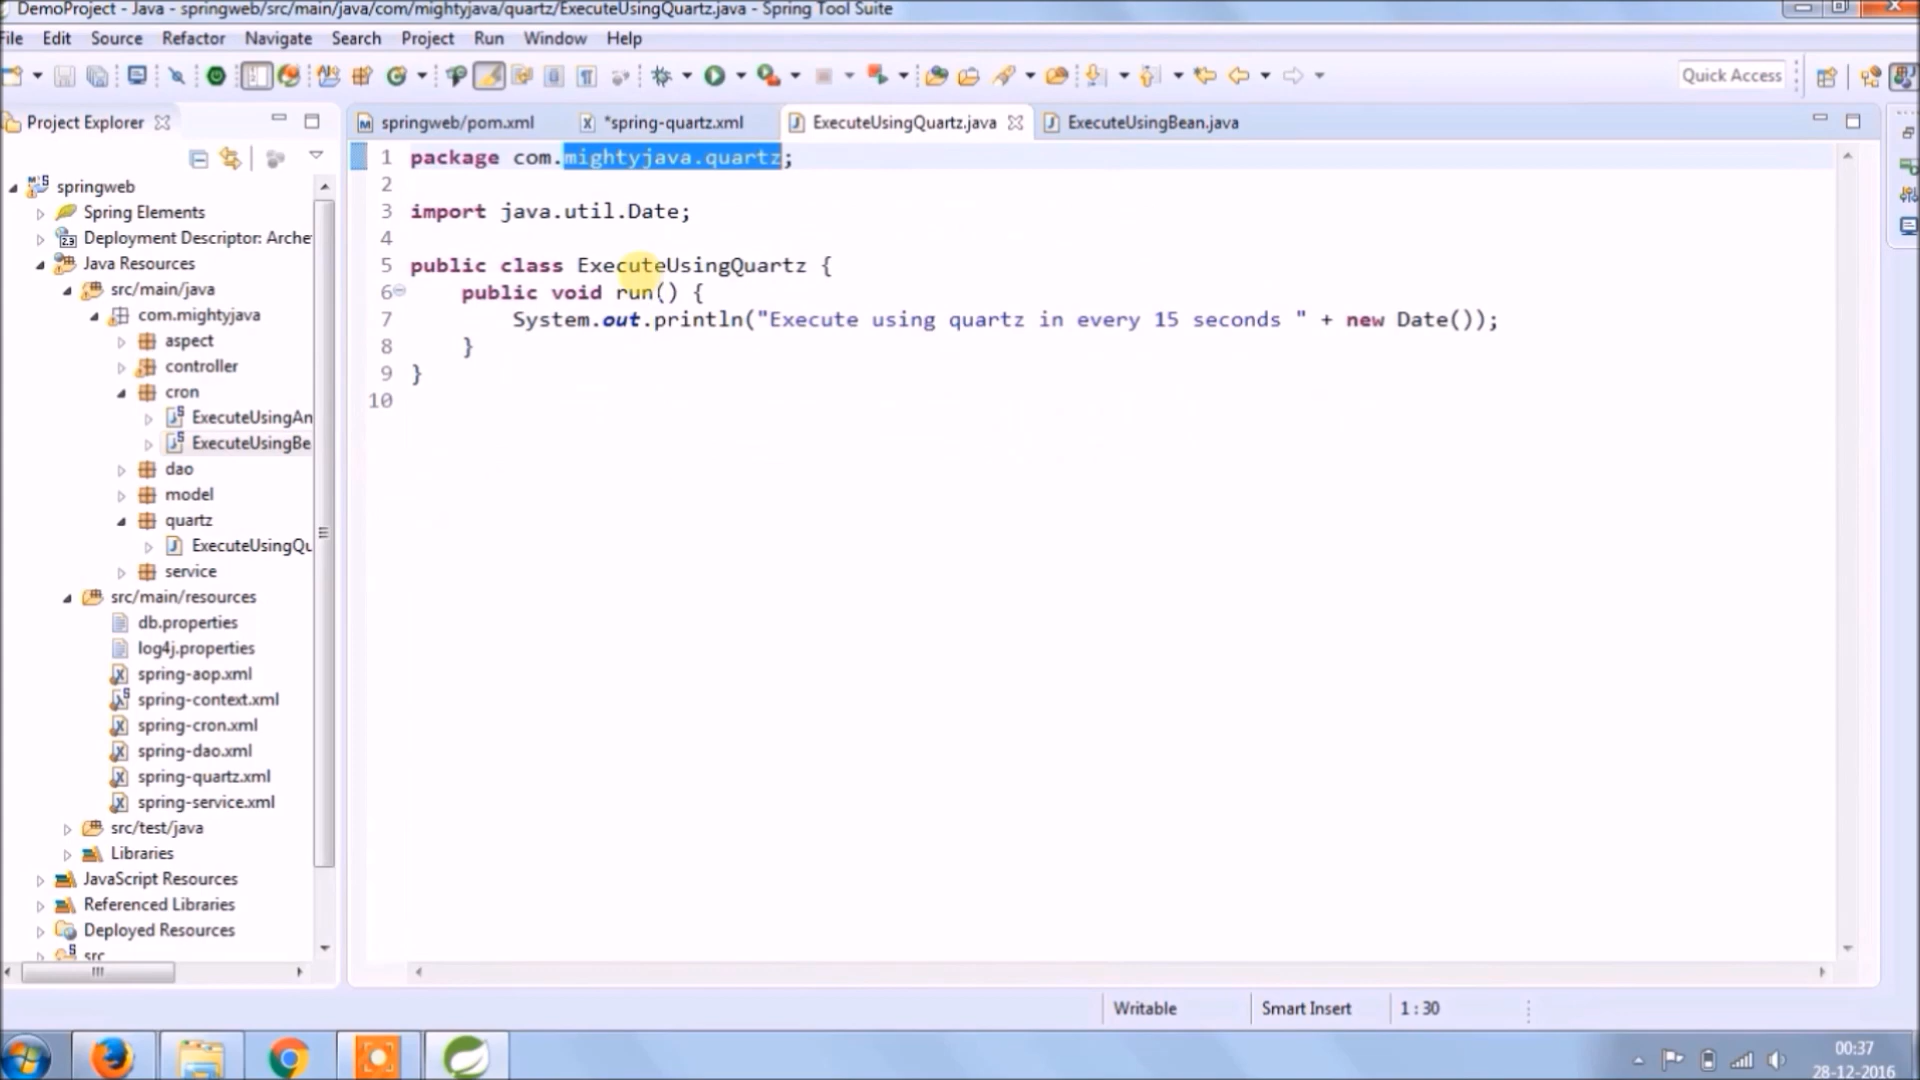 DemoProject - Java - springweb/src/main/java/com/mightyjava/quartz/ExecuteUsingQuartz.java - Spring Tool Suite
File Edit Source Refactor Navigate Search Project Run Window Help
Quick Access
Project Explorer
springweb/pom.xml
*spring-quartz.xml
ExecuteUsingQuartz.java
ExecuteUsingBean.java
springweb
Spring Elements
Deployment Descriptor: Arche
Java Resources
src/main/java
com.mightyjava
aspect
controller
cron
ExecuteUsingAn
ExecuteUsingBe
dao
model
quartz
ExecuteUsingQu
service
src/main/resources
db.properties
log4j.properties
spring-aop.xml
spring-context.xml
spring-cron.xml
spring-dao.xml
spring-quartz.xml
spring-service.xml
src/test/java
Libraries
JavaScript Resources
Referenced Libraries
Deployed Resources
src
1 package com.mightyjava.quartz;
2
3 import java.util.Date;
4
5 public class ExecuteUsingQuartz {
6 public void run() {
7 System.out.println("Execute using quartz in every 15 seconds " + new Date());
8 }
9 }
10
Writable
Smart Insert
1 : 30
00:37
28-12-2016